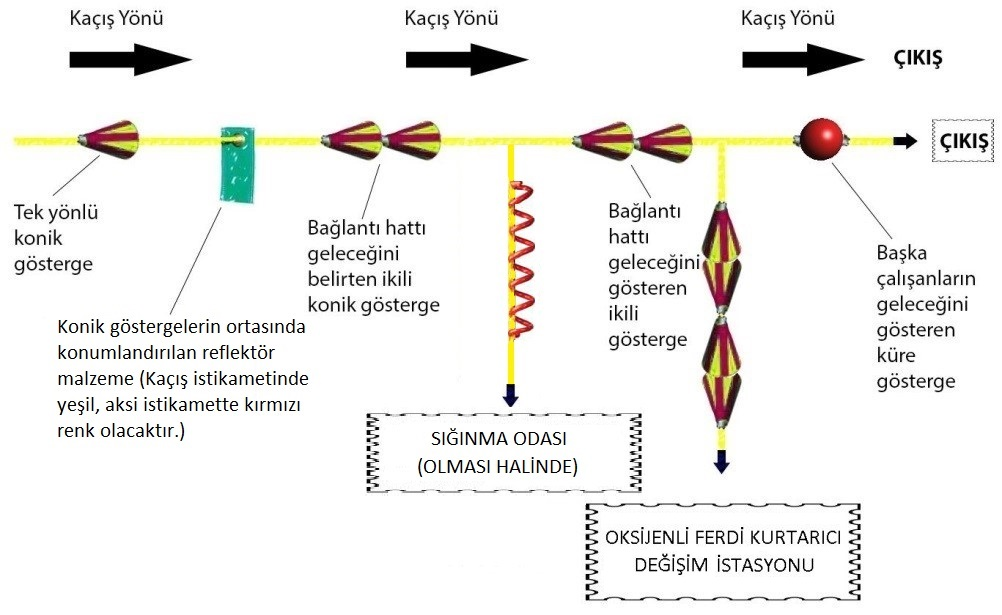 Kaçış Yönü
Kaçış Yönü
Kaçış Yönü
ÇIKIŞ
ÇIKIŞ
Tek yönlü
konik
gösterge
Konik göstergelerin ortasında
konumlandırılan reflektör
malzeme (Kaçış istikametinde
yeşil, aksi istikamette kırmızı
renk olacaktır.)
Bağlantı hattı
geleceğini
belirten ikili
konik gösterge
SIĞINMA ODASI
(OLMASI HALİNDE)
Bağlantı
hattı
geleceğini
gösteren
ikili
gösterge
OKSİJENLİ FERDİ KURTARICI
DEĞİŞİM İSTASYONU
Başka
çalışanların
geleceğini
gösteren
küre
gösterge